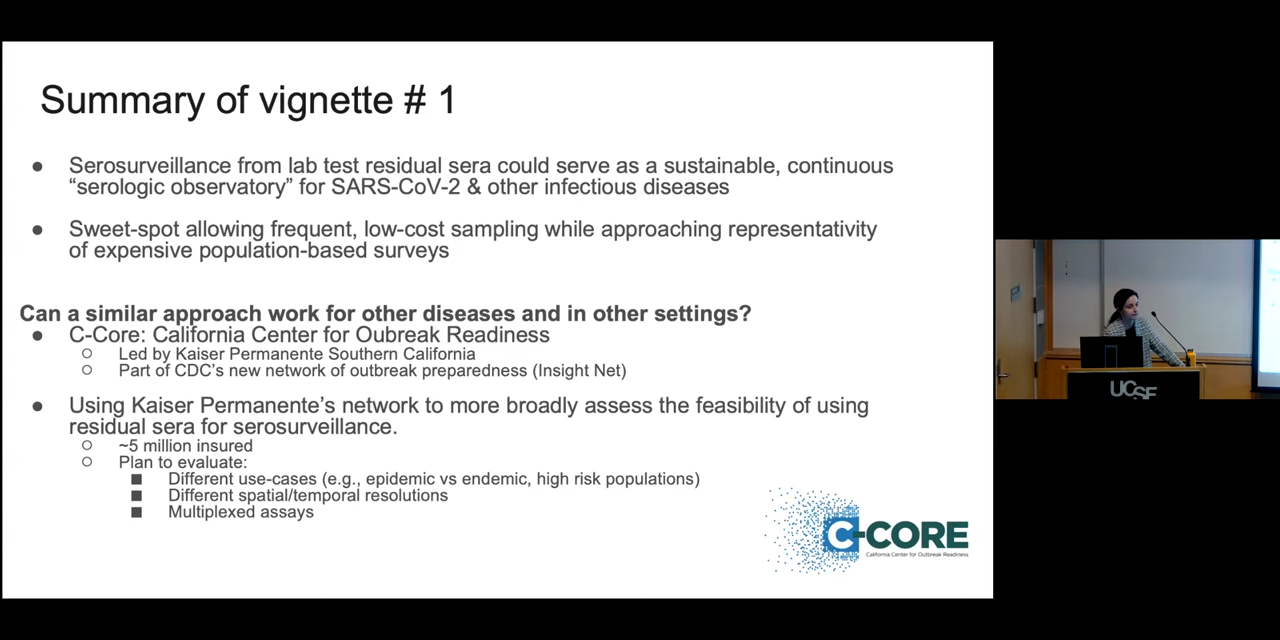 Summary of vignette # 1
● Serosurveillance from lab test residual sera could serve as a sustainable, continuous
“serologic observatory” for SARS-CoV-2 & other infectious diseases
● Sweet-spot allowing frequent, low-cost sampling while approaching representativity
of expensive population-based surveys
Can a similar approach work for other diseases and in other settings?
● C-Core: California Center for Oubreak Readiness
○ Led by Kaiser Permanente Southern California
○ Part of CDC’s new network of outbreak preparedness (Insight Net)
● Using Kaiser Permanente’s network to more broadly assess the feasibility of using
residual sera for serosurveillance.
○ ~5 million insured
○ Plan to evaluate:
■ Different use-cases (e.g., epidemic vs endemic, high risk populations)
■ Different spatial/temporal resolutions
■ Multiplexed assays
C-CORE
California Center for Outbreak Readiness
UCSF